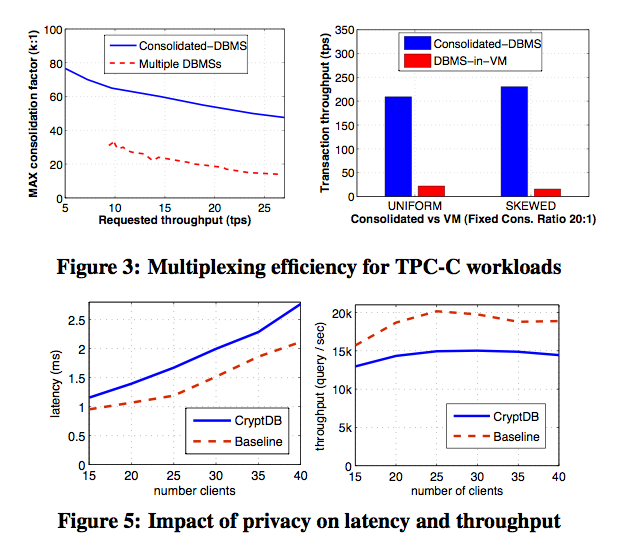 MAX consolidation factor (k:1)
100
80
60
40
20
0
Consolidated-DBMS
Multiple DBMSs
5
10
15
20
25
Requested throughput (tps)
Transaction throughput (tps)
350
300
250
200
150
100
50
0
Consolidated-DBMS
DBMS-in-VM
UNIFORM
SKEWED
Consolidated vs VM (Fixed Cons. Ratio 20:1)
Figure 3: Multiplexing efficiency for TPC-C workloads
latency (ms)
2.5
2
1.5
1
0.5
0
CryptDB
Baseline
15
20
25
30
35
40
number clients
throughput (query / sec)
20k
15k
10k
5k
0
CryptDB
Baseline
15
20
25
30
35
40
number of clients
Figure 5: Impact of privacy on latency and throughput